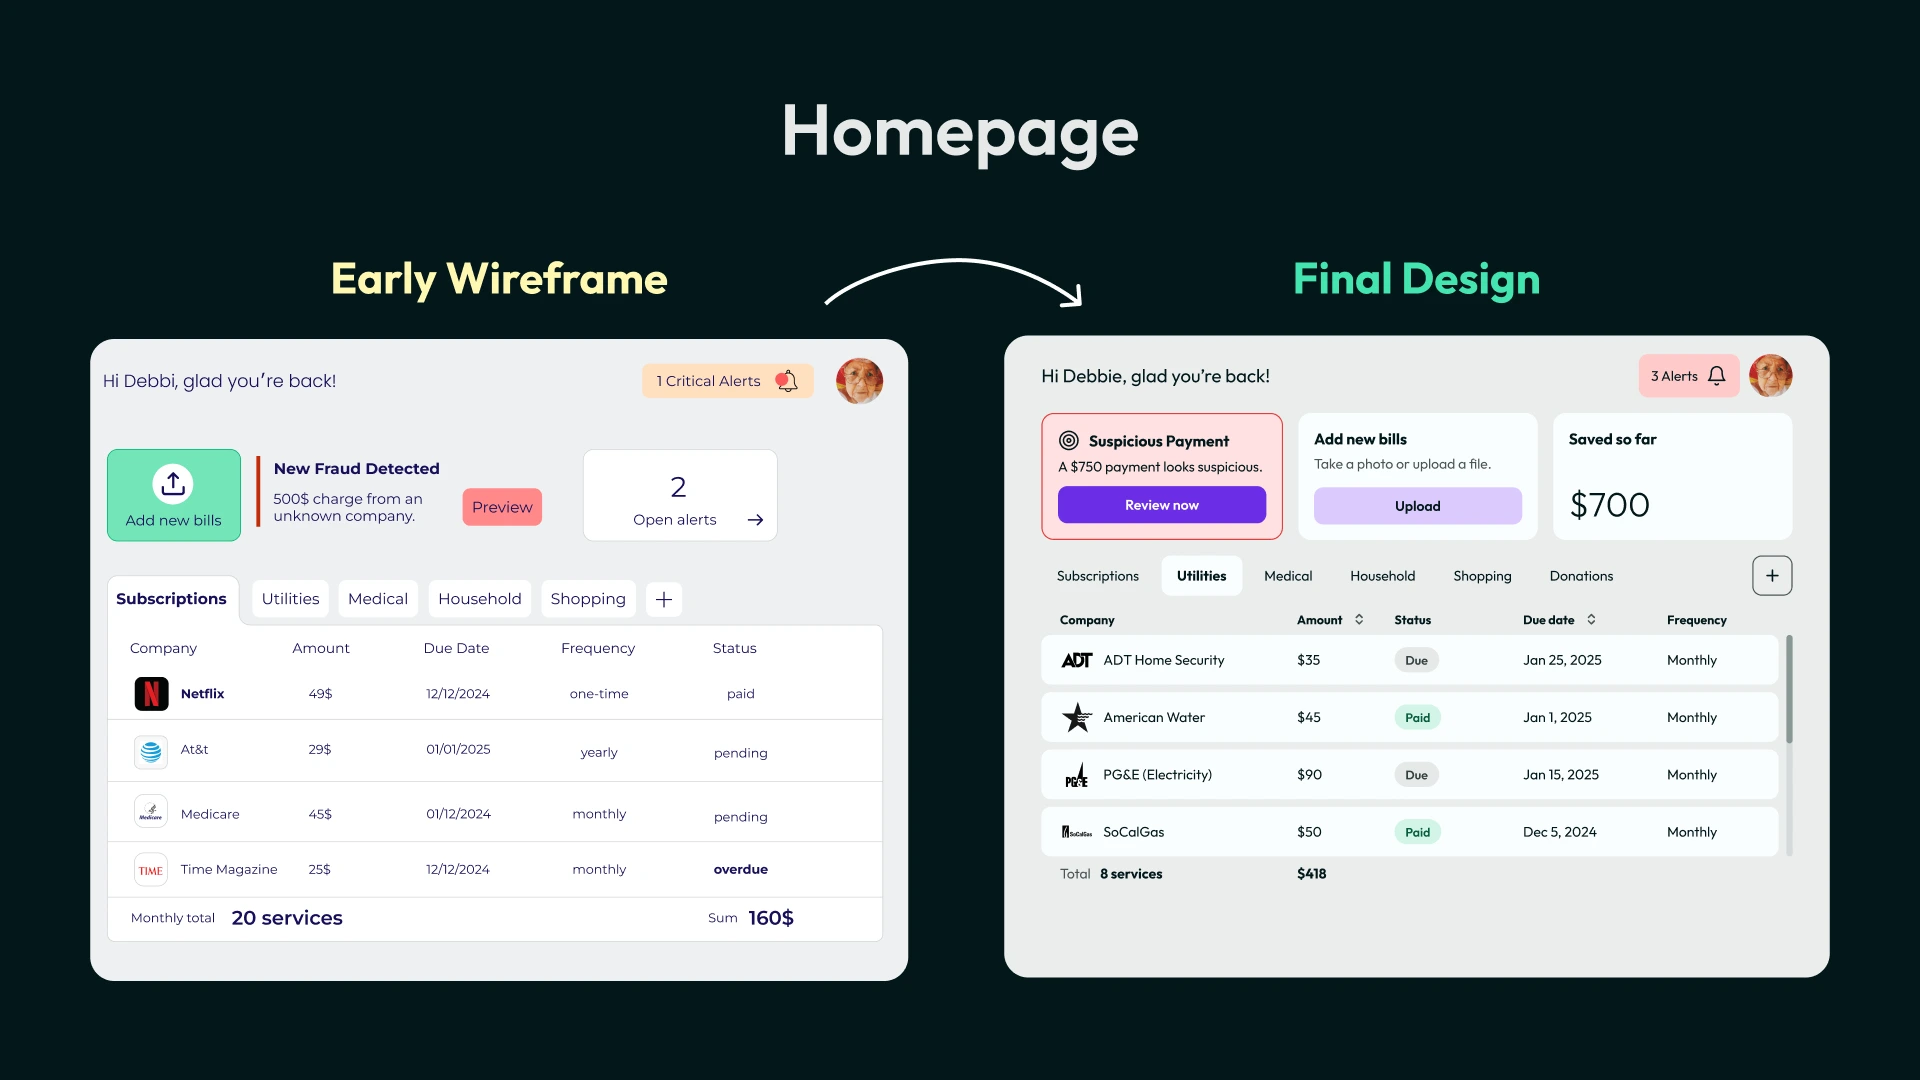 Homepage
Early Wireframe
Final Design
Hi Debbi, glad you're back!
1 Critical Alerts
Add new bills
New Fraud Detected
500$ charge from an
unknown company.
Preview
2
Open alerts
Subscriptions Utilities Medical Household Shopping +
Company Amount Due Date Frequency Status
Netflix 49$ 12/12/2024 one-time paid
At&t 29$ 01/01/2025 yearly pending
Medicare Medicare 45$ 01/12/2024 monthly pending
TIME Time Magazine 25$ 12/12/2024 monthly overdue
Monthly total 20 services Sum 160$
Hi Debbie, glad you're back!
3 Alerts
Suspicious Payment
A $750 payment looks suspicious.
Review now
Add new bills
Take a photo or upload a file.
Upload
Saved so far
$700
Subscriptions Utilities Medical Household Shopping Donations +
Company Amount Status Due date Frequency
ADT ADT Home Security $35 Due Jan 25, 2025 Monthly
American Water $45 Paid Jan 1, 2025 Monthly
PG&E PG&E (Electricity) $90 Due Jan 15, 2025 Monthly
SoCalGas SoCalGas $50 Paid Dec 5, 2024 Monthly
Total 8 services $418